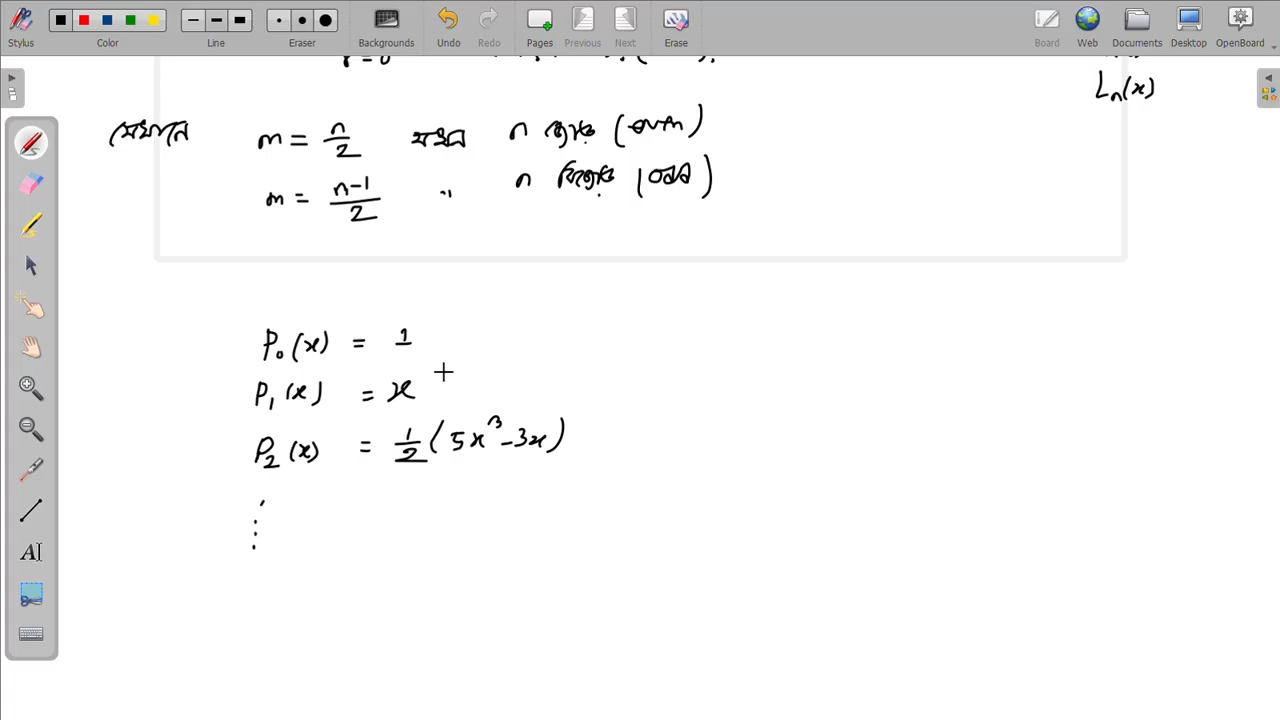 Stylus Color Line Eraser Backgrounds Undo Redo Pages Previous Next Erase Board Web Documents Desktop OpenBoard
L_n(x)
যেখানে m = n/2 যখন n জোড় (even)
m = (n-1)/2 " n বিজোড় (odd)
P₀(x) = 1
P₁(x) = x
P₂(x) = 1/2 (5x³ - 3x)